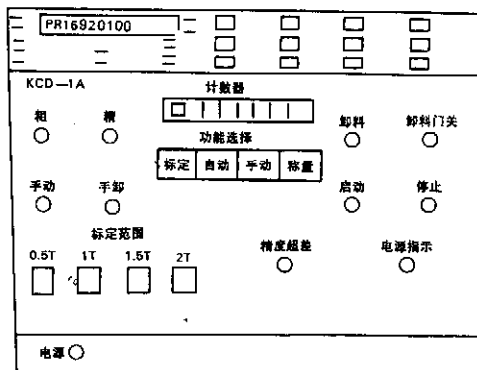 PR16920100
KCD—1A
计数器
粗 精 卸料 卸料门关
功能选择
标定 自动 手动 称量
手动 手卸 启动 停止
标定范围
精度超差 电源指示
0.5T 1T 1.5T 2T
电源